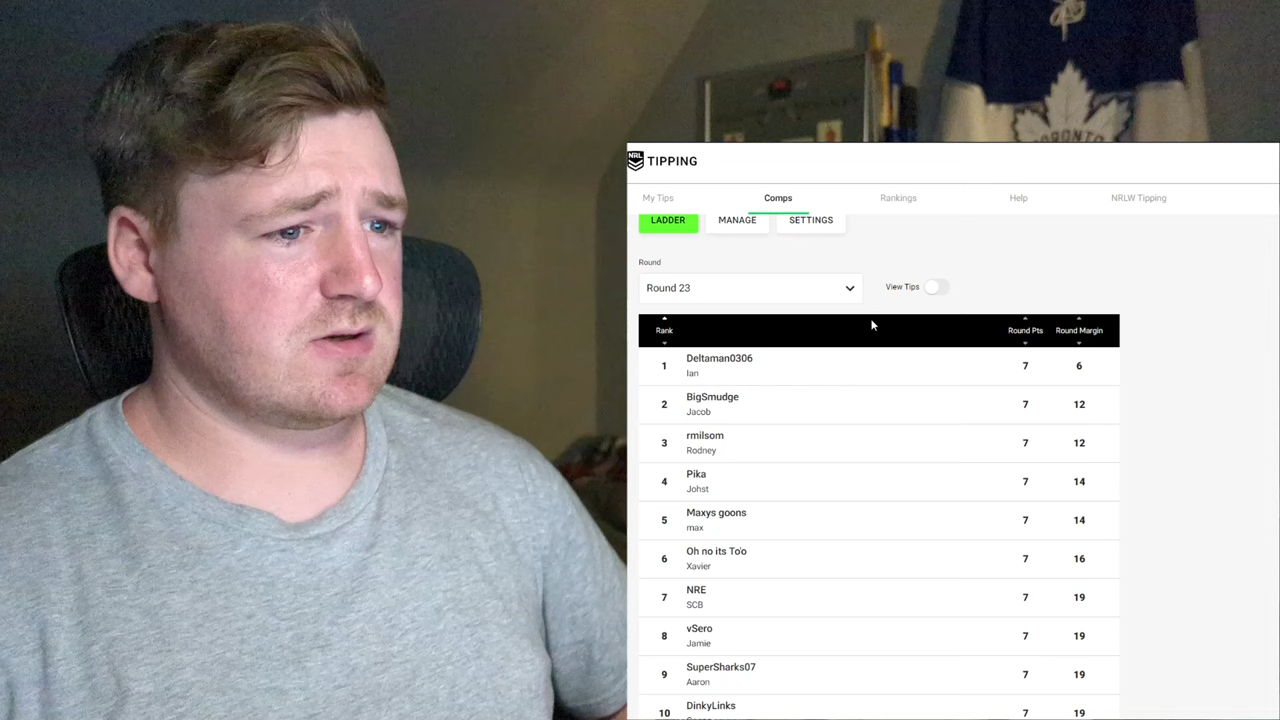 TORONTO
NRL TIPPING
My Tips Comps Rankings Help NRLW Tipping
LADDER MANAGE SETTINGS
Round
Round 23 View Tips
Rank Round Pts Round Margin
1 Deltaman0306 7 6
Ian
2 BigSmudge 7 12
Jacob
3 rmilsom 7 12
Rodney
4 Pika 7 14
Johst
5 Maxys goons 7 14
max
6 Oh no its To'o 7 16
Xavier
7 NRE 7 19
SCB
8 vSero 7 19
Jamie
9 SuperSharks07 7 19
Aaron
10 DinkyLinks 7 19